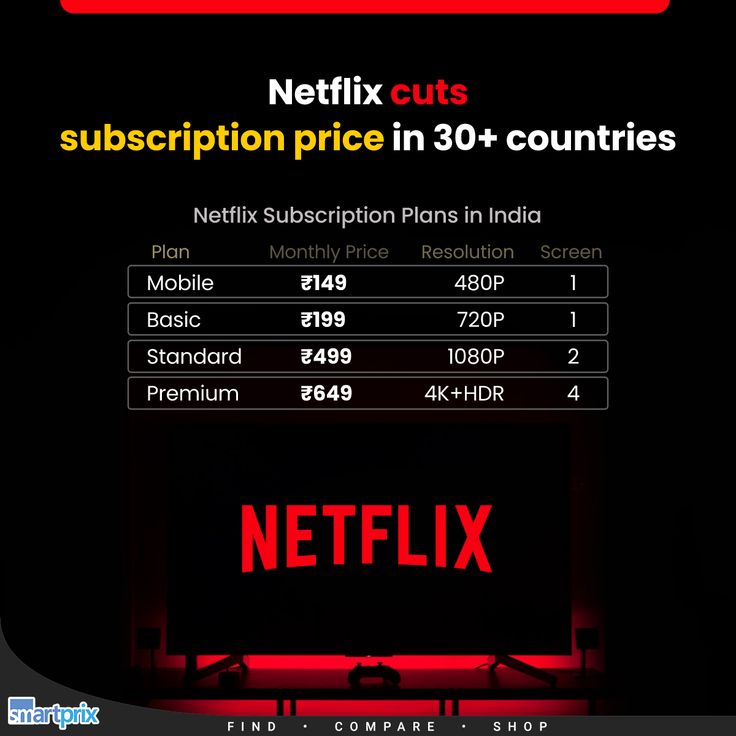 Netflix cuts
subscription price in 30+ countries
Netflix Subscription Plans in India
Plan Monthly Price Resolution Screen
Mobile ₹149 480P 1
Basic ₹199 720P 1
Standard ₹499 1080P 2
Premium ₹649 4K+HDR 4
NETFLIX
smartprix
FIND • COMPARE • SHOP